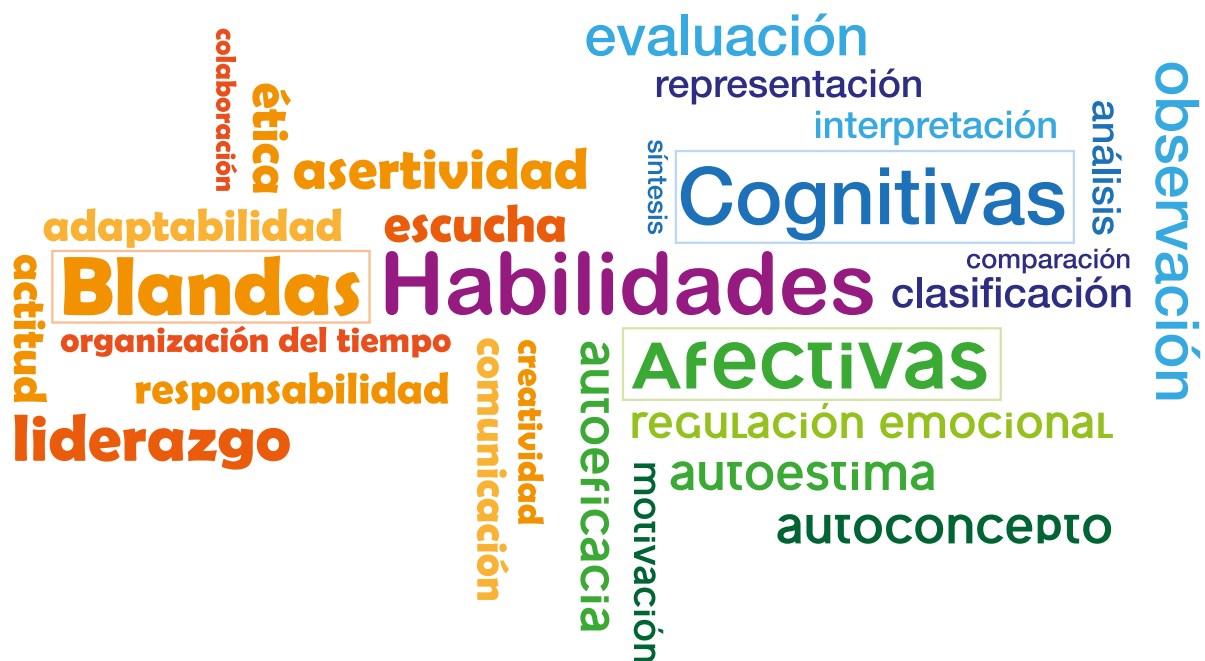 evaluación
representación
interpretación
observación
análisis
síntesis
Cognitivas
comparación
clasificación
colaboración
ética
asertividad
adaptabilidad
escucha
Blandas
Habilidades
actitud
organización del tiempo
responsabilidad
liderazgo
comunicación
creatividad
autoeficacia
Afectivas
regulación emocional
autoestima
motivación
autoconcepto